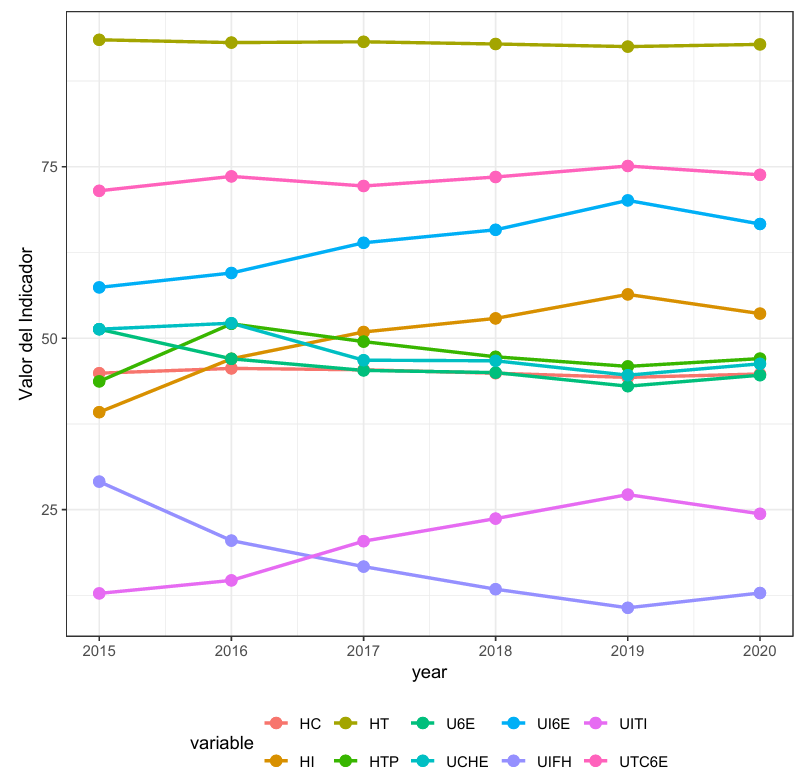 Valor del Indicador
75
50
25
2015 2016 2017 2018 2019 2020
year
variable
HC HT U6E UI6E UITI
HI HTP UCHE UIFH UTC6E